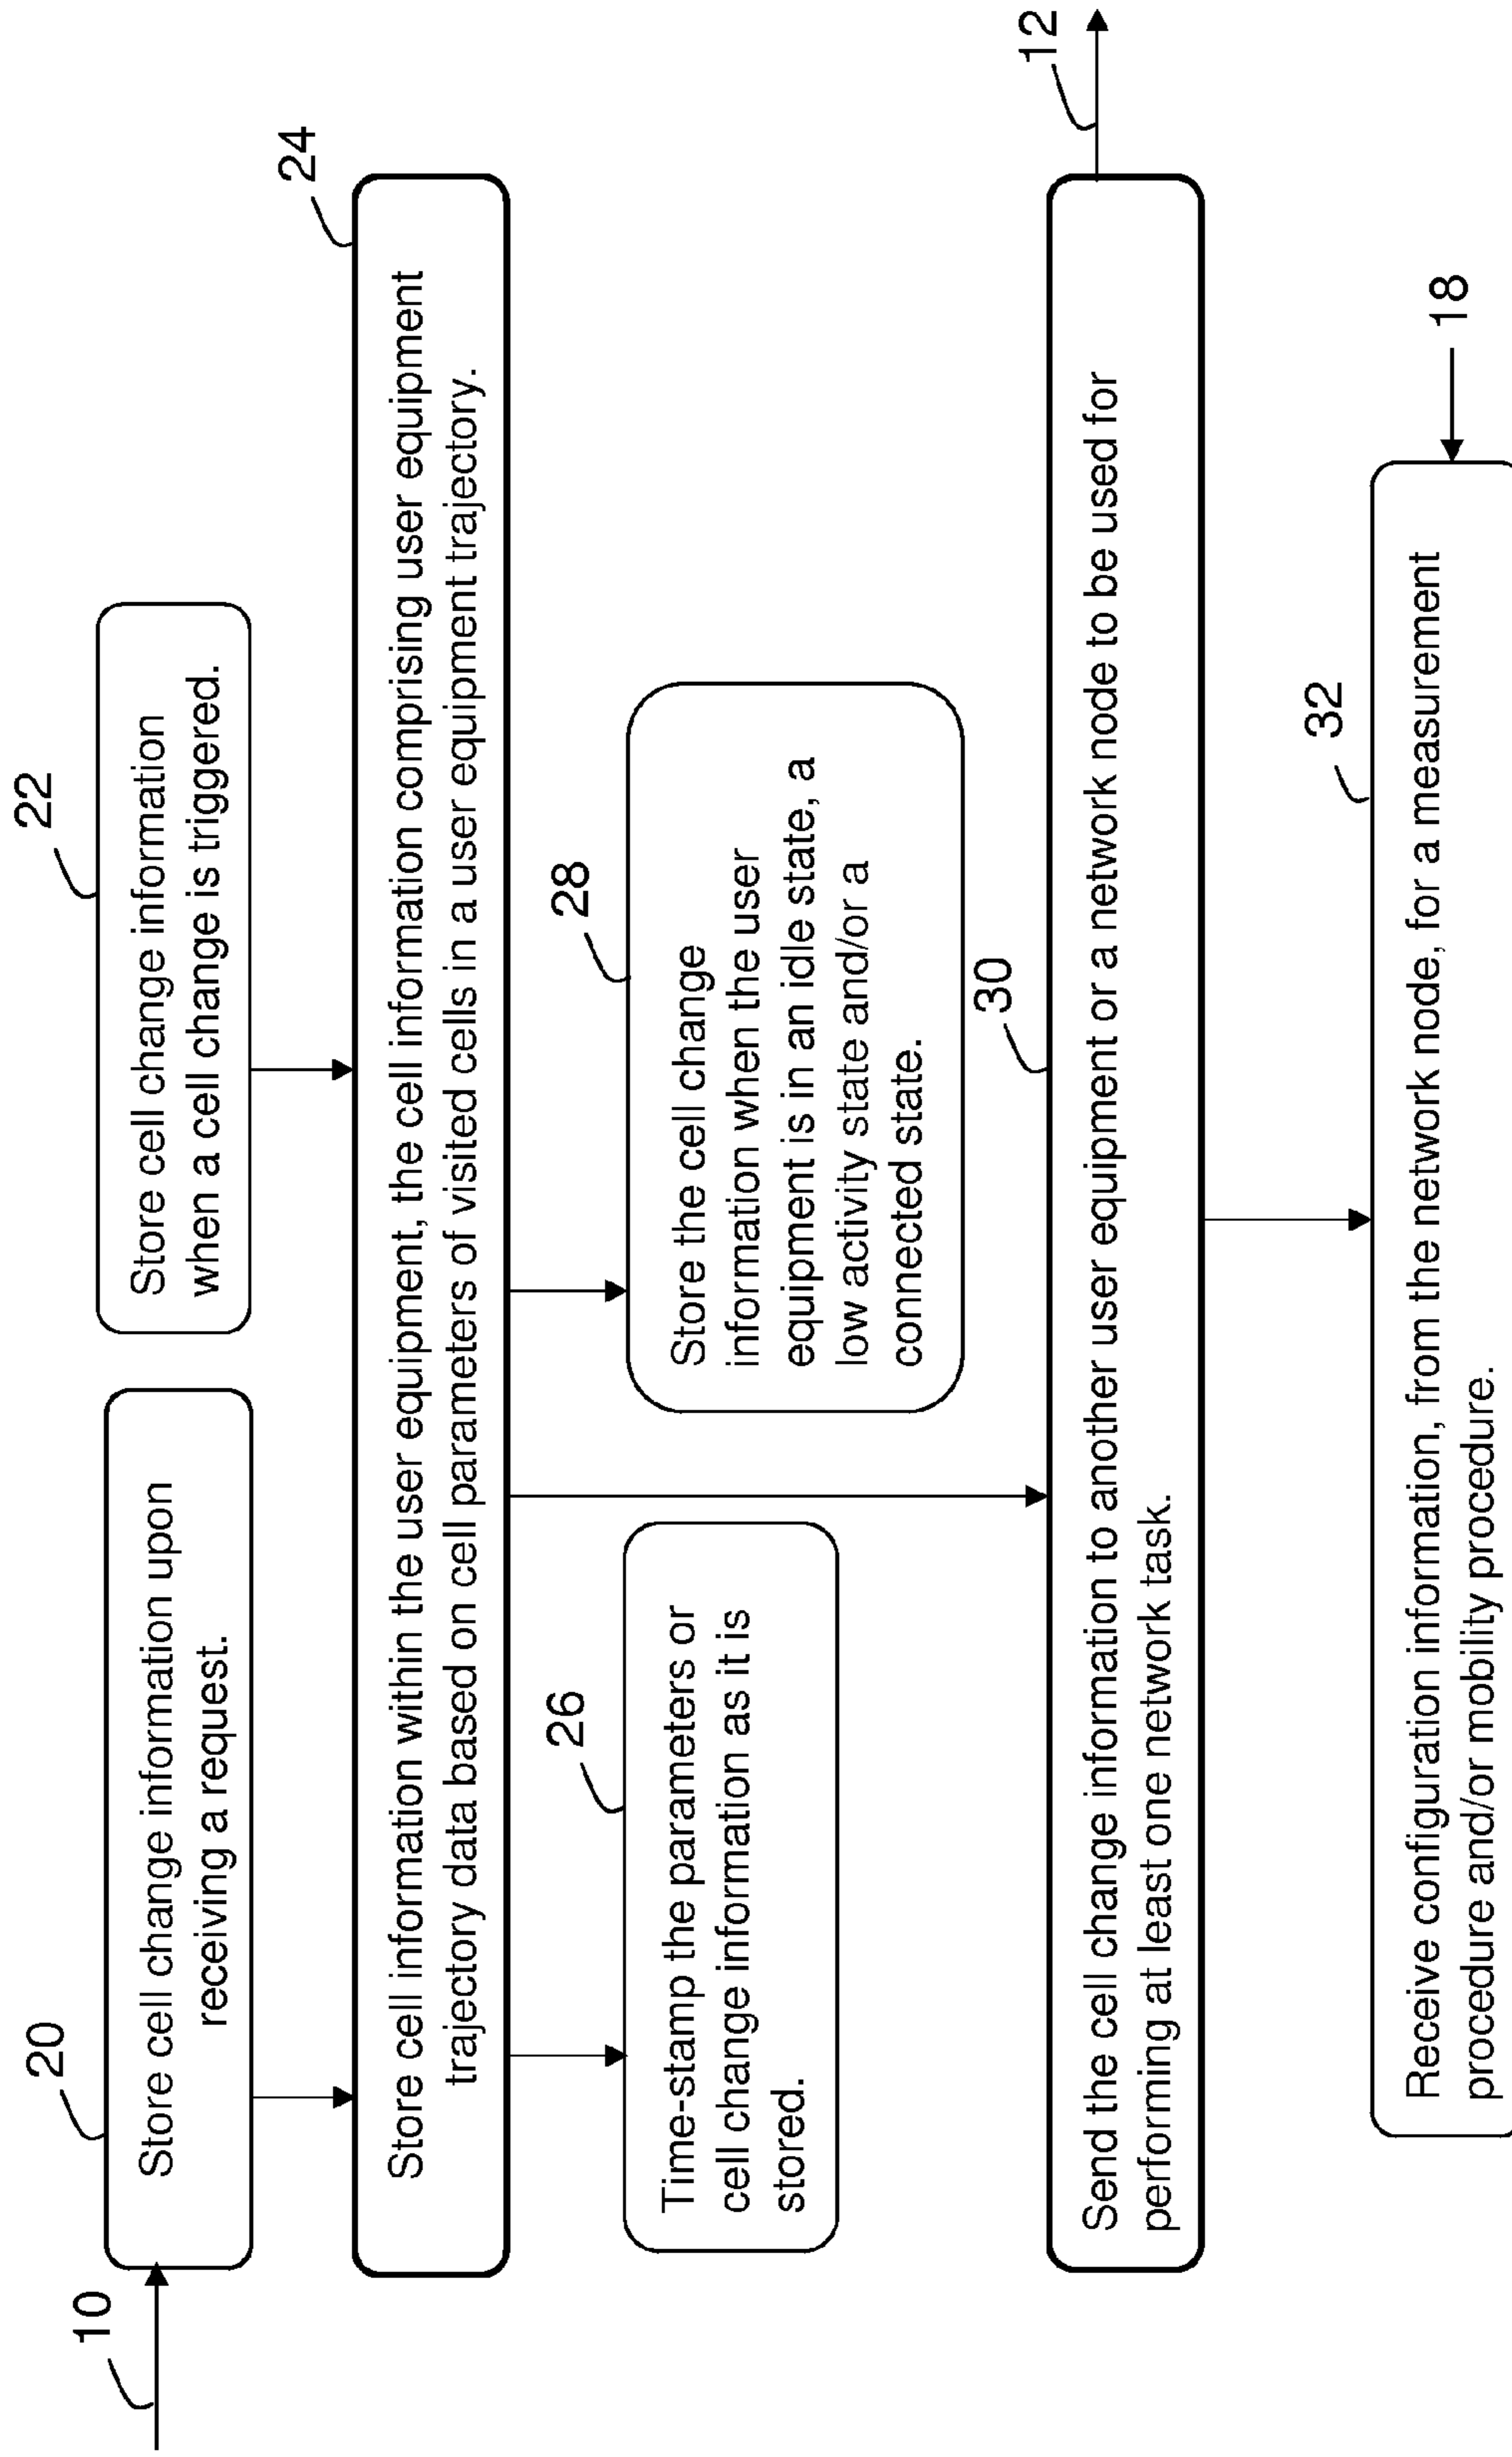 10
20
Store cell change information upon
receiving a request.
22
Store cell change information
when a cell change is triggered.
24
Store cell information within the user equipment, the cell information comprising user equipment
trajectory data based on cell parameters of visited cells in a user equipment trajectory.
26
Time-stamp the parameters or
cell change information as it is
stored.
28
Store the cell change
information when the user
equipment is in an idle state, a
low activity state and/or a
connected state.
30
Send the cell change information to another user equipment or a network node to be used for
performing at least one network task.
12
32
Receive configuration information, from the network node, for a measurement
procedure and/or mobility procedure.
18